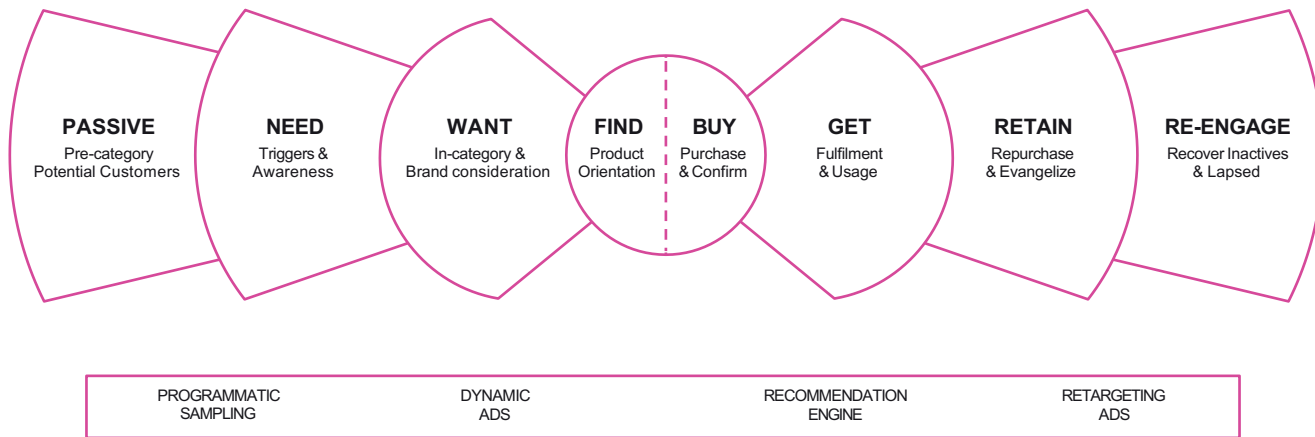 PASSIVE
Pre-category
Potential Customers
NEED
Triggers &
Awareness
WANT
In-category &
Brand consideration
FIND
Product
Orientation
BUY
Purchase
& Confirm
GET
Fulfilment
& Usage
RETAIN
Repurchase
& Evangelize
RE-ENGAGE
Recover Inactives
& Lapsed
PROGRAMMATIC
SAMPLING
DYNAMIC
ADS
RECOMMENDATION
ENGINE
RETARGETING
ADS